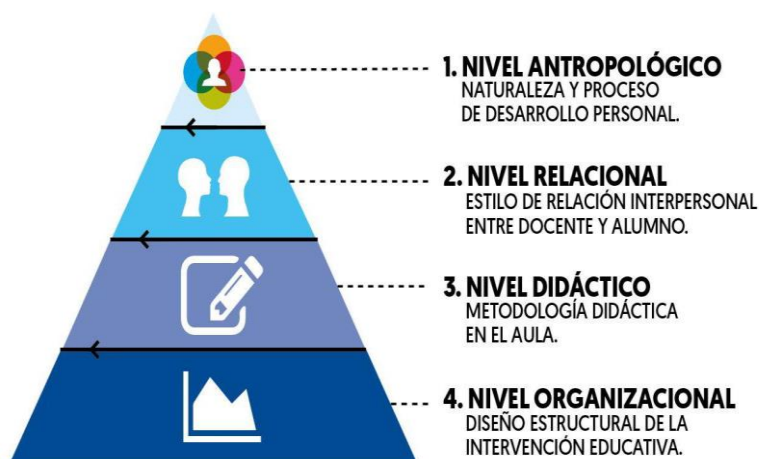 1. NIVEL ANTROPOLÓGICO
NATURALEZA Y PROCESO
DE DESARROLLO PERSONAL.
2. NIVEL RELACIONAL
ESTILO DE RELACIÓN INTERPERSONAL
ENTRE DOCENTE Y ALUMNO.
3. NIVEL DIDÁCTICO
METODOLOGÍA DIDÁCTICA
EN EL AULA.
4. NIVEL ORGANIZACIONAL
DISEÑO ESTRUCTURAL DE LA
INTERVENCIÓN EDUCATIVA.